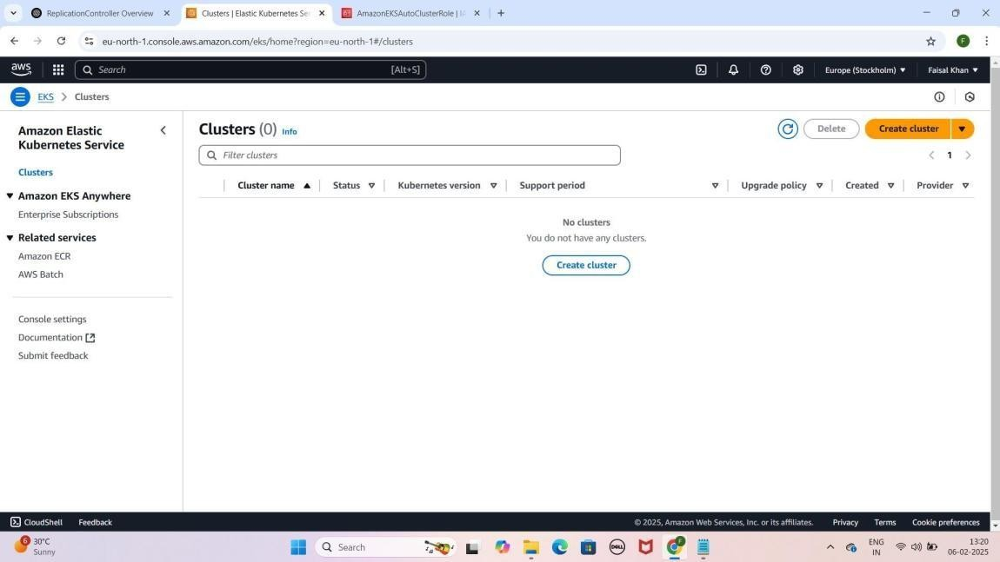 ReplicationController Overview
Clusters | Elastic Kubernetes Se
AmazonEKSAutoClusterRole | IA
eu-north-1.console.aws.amazon.com/eks/home?region=eu-north-1#/clusters
F
aws
Search
[Alt+S]
Europe (Stockholm)
Faisal Khan
EKS
Clusters
Amazon Elastic
Kubernetes Service
Clusters
Amazon EKS Anywhere
Enterprise Subscriptions
Related services
Amazon ECR
AWS Batch
Console settings
Documentation
Submit feedback
Clusters (0) Info
Delete
Create cluster
Filter clusters
1
Cluster name
Status
Kubernetes version
Support period
Upgrade policy
Created
Provider
No clusters
You do not have any clusters.
Create cluster
CloudShell
Feedback
© 2025, Amazon Web Services, Inc. or its affiliates.
Privacy
Terms
Cookie preferences
6
30°C
Sunny
Search
DELL
F
ENG
IN
13:20
06-02-2025